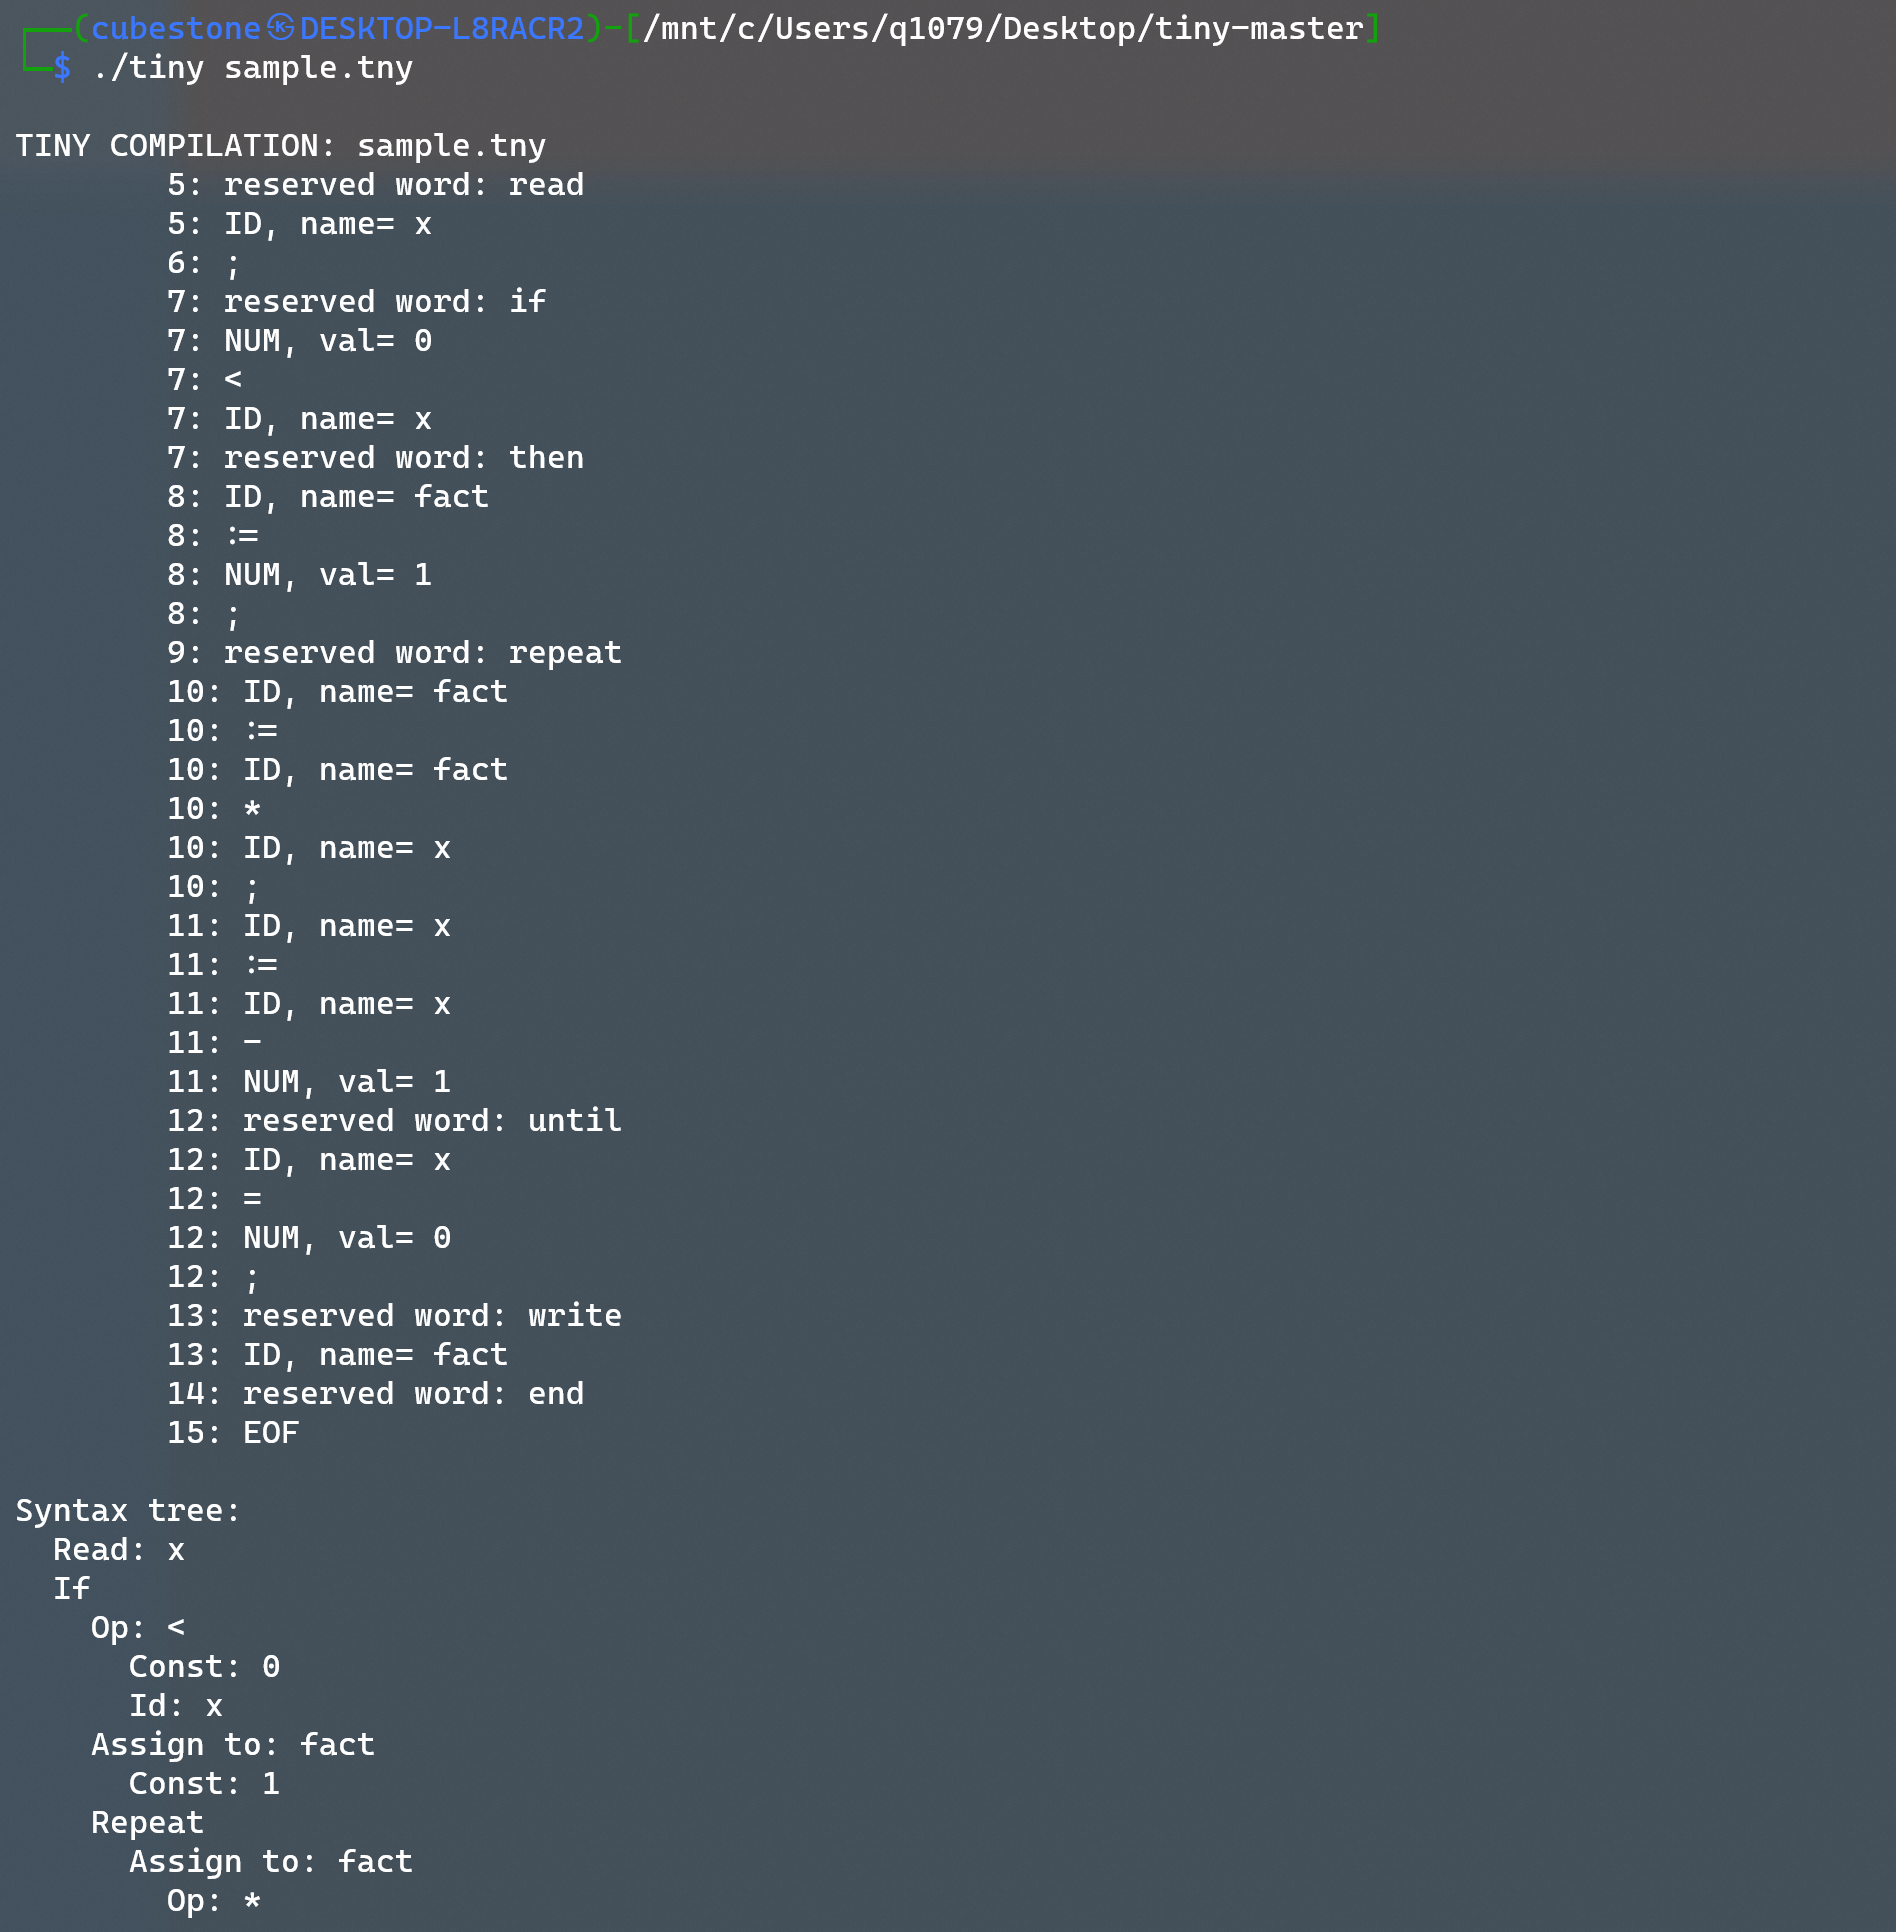 ┌──(cubestone㉿DESKTOP-L8RACR2)-[/mnt/c/Users/q1079/Desktop/tiny-master]
└─$ ./tiny sample.tny

TINY COMPILATION: sample.tny
        5: reserved word: read
        5: ID, name= x
        6: ;
        7: reserved word: if
        7: NUM, val= 0
        7: <
        7: ID, name= x
        7: reserved word: then
        8: ID, name= fact
        8: :=
        8: NUM, val= 1
        8: ;
        9: reserved word: repeat
        10: ID, name= fact
        10: :=
        10: ID, name= fact
        10: *
        10: ID, name= x
        10: ;
        11: ID, name= x
        11: :=
        11: ID, name= x
        11: -
        11: NUM, val= 1
        12: reserved word: until
        12: ID, name= x
        12: =
        12: NUM, val= 0
        12: ;
        13: reserved word: write
        13: ID, name= fact
        14: reserved word: end
        15: EOF

Syntax tree:
  Read: x
  If
    Op: <
      Const: 0
      Id: x
    Assign to: fact
      Const: 1
    Repeat
      Assign to: fact
        Op: *